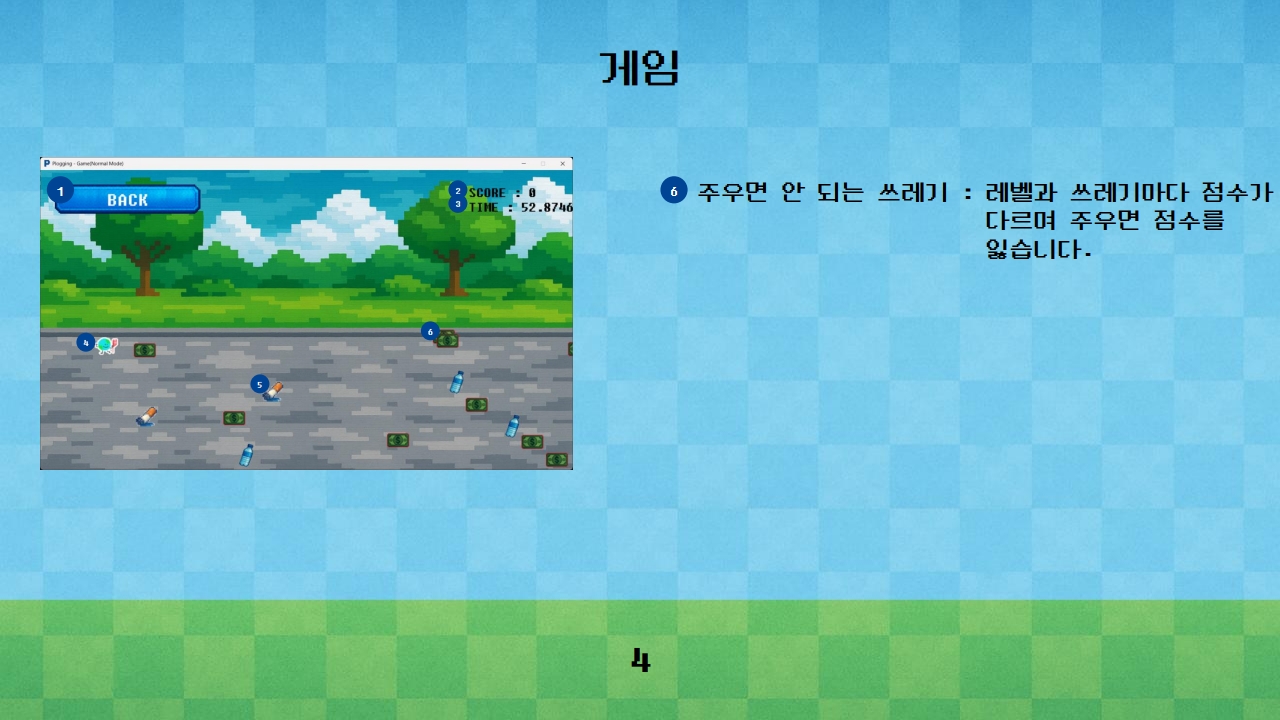 게임
Plogging - Game(Normal Mode)
1
BACK
2 SCORE : 0
3 TIME : 52.8746
4
5
6
6 주우면 안 되는 쓰레기 : 레벨과 쓰레기마다 점수가
다르며 주우면 점수를
잃습니다.
4